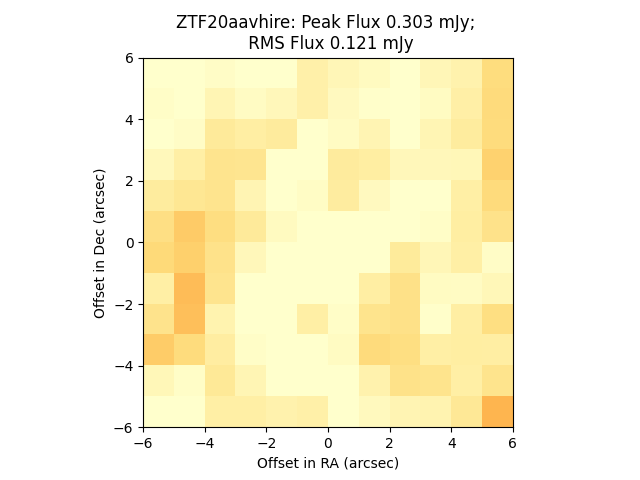 ZTF20aavhire: Peak Flux 0.303 mJy;
RMS Flux 0.121 mJy
6
4
2
0
−2
−4
−6
Offset in Dec (arcsec)
−6 −4 −2 0 2 4 6
Offset in RA (arcsec)